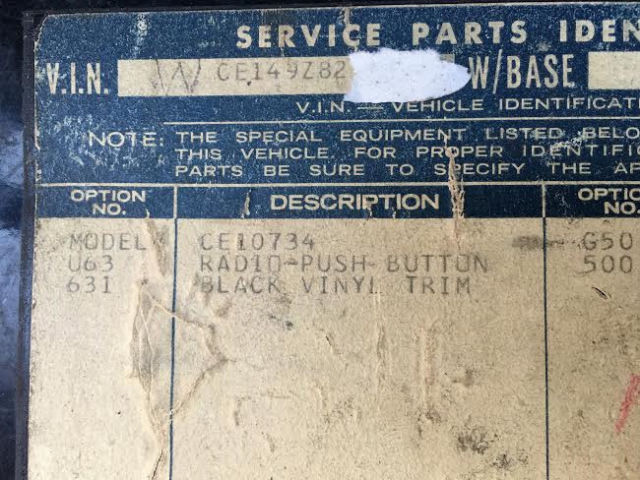 SERVICE PARTS IDEN
V.I.N. CE149Z82 W/BASE
V.I.N. — VEHICLE IDENTIFICAT
NOTE: THE SPECIAL EQUIPMENT LISTED BELO
THIS VEHICLE. FOR PROPER IDENTIFI
PARTS BE SURE TO SPECIFY THE AP
OPTION NO. DESCRIPTION OPTIO NO.
MODEL CE10734 G50
U63 RADIO-PUSH BUTTON 500
631 BLACK VINYL TRIM